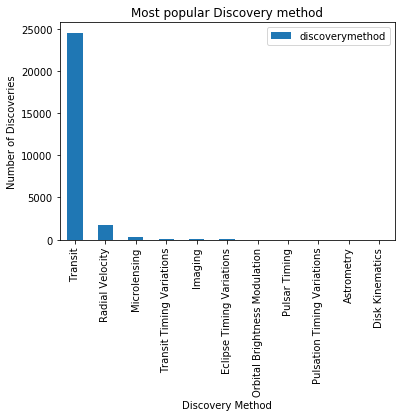 Most popular Discovery method
discoverymethod
Number of Discoveries
25000
20000
15000
10000
5000
0
Transit
Radial Velocity
Microlensing
Transit Timing Variations
Imaging
Eclipse Timing Variations
Orbital Brightness Modulation
Pulsar Timing
Pulsation Timing Variations
Astrometry
Disk Kinematics
Discovery Method